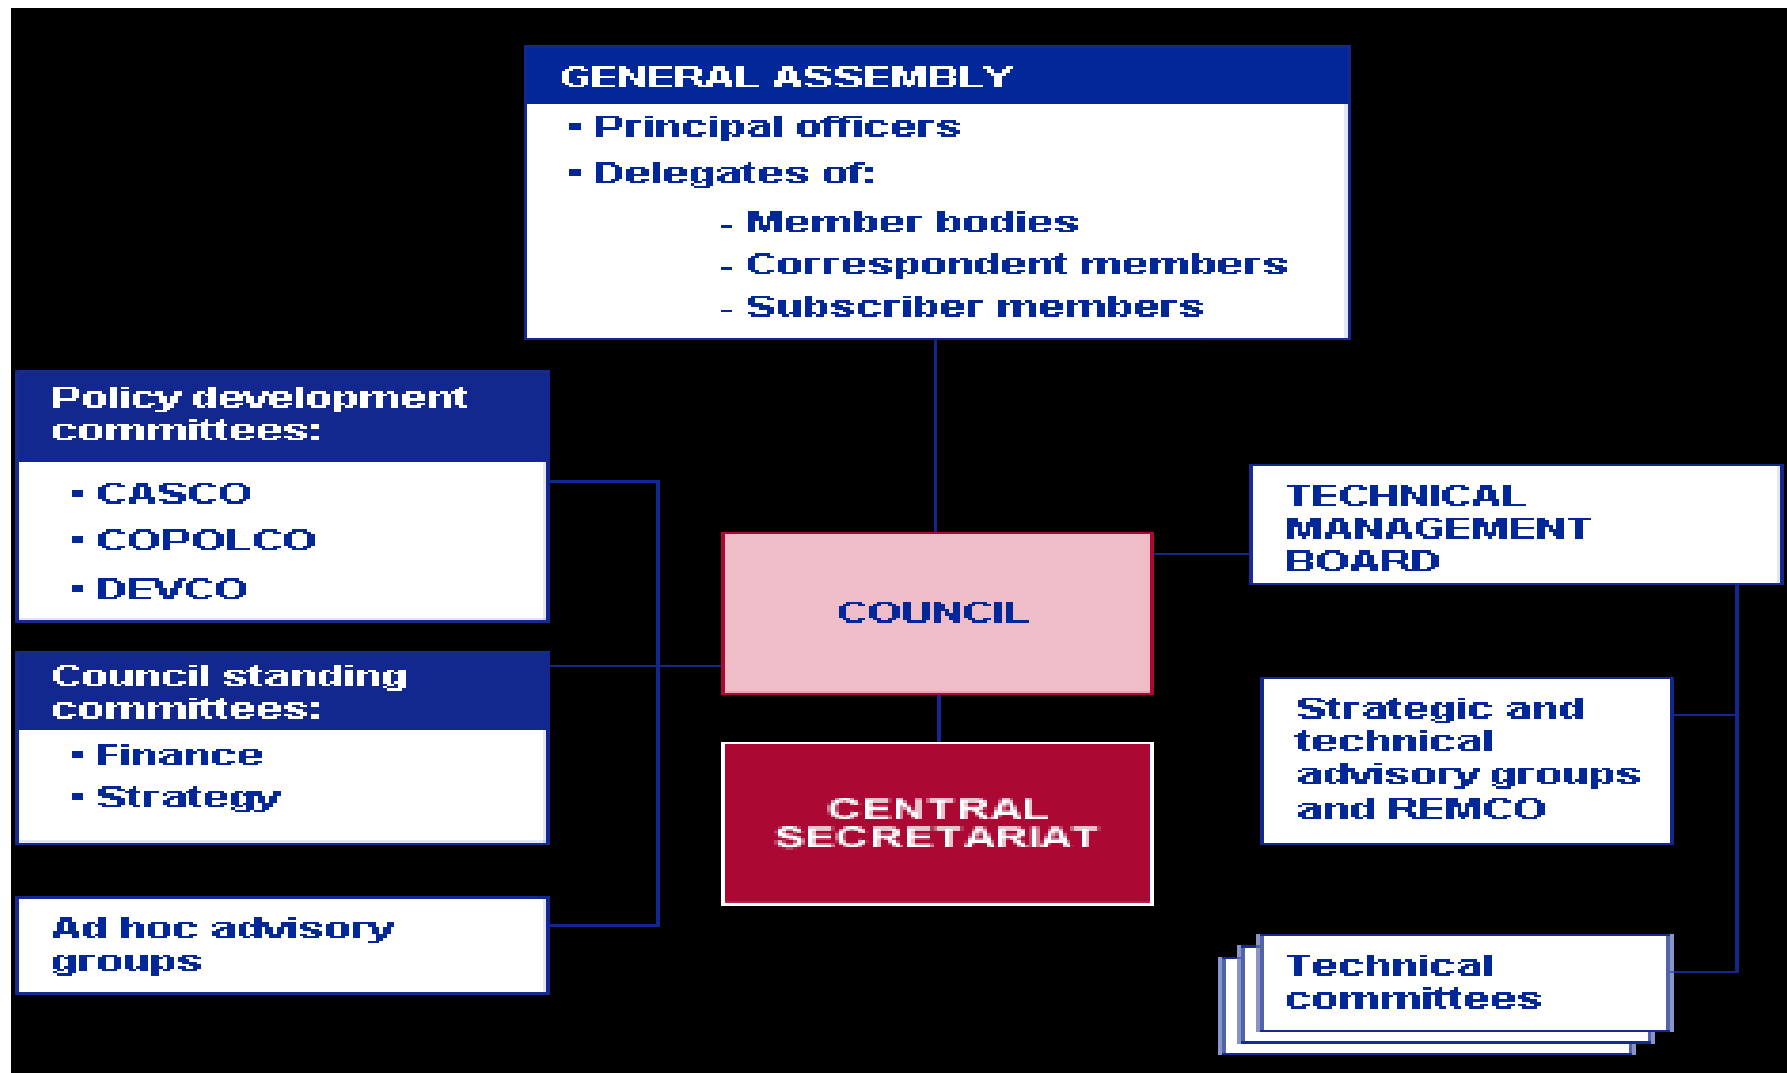 GENERAL ASSEMBLY
▪ Principal officers
▪ Delegates of:
- Member bodies
- Correspondent members
- Subscriber members
Policy development
committees:
▪ CASCO
▪ COPOLCO
▪ DEVCO
Council standing
committees:
▪ Finance
▪ Strategy
Ad hoc advisory
groups
COUNCIL
CENTRAL
SECRETARIAT
TECHNICAL
MANAGEMENT
BOARD
Strategic and
technical
advisory groups
and REMCO
Technical
committees